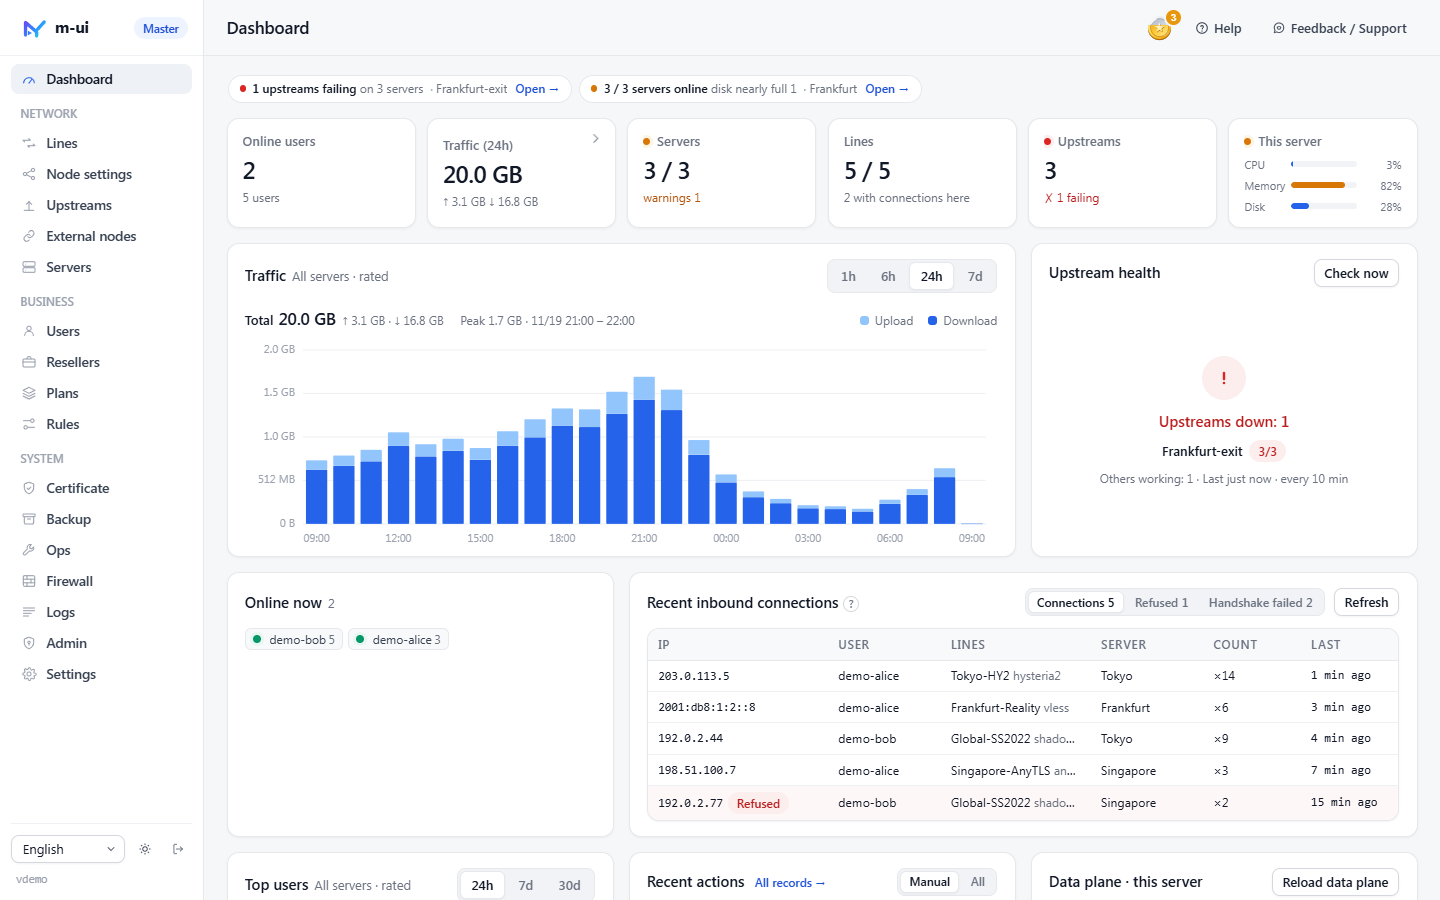 m-ui
Master
Dashboard
3
Help
Feedback / Support
Dashboard
NETWORK
Lines
Node settings
Upstreams
External nodes
Servers
BUSINESS
Users
Resellers
Plans
Rules
SYSTEM
Certificate
Backup
Ops
Firewall
Logs
Admin
Settings
English
vdemo
1 upstreams failing on 3 servers · Frankfurt-exit Open →
3 / 3 servers online disk nearly full 1 · Frankfurt Open →
Online users
2
5 users
Traffic (24h)
20.0 GB
↑ 3.1 GB ↓ 16.8 GB
Servers
3 / 3
warnings 1
Lines
5 / 5
2 with connections here
Upstreams
3
✗ 1 failing
This server
CPU 3%
Memory 82%
Disk 28%
Traffic All servers · rated
1h 6h 24h 7d
Total 20.0 GB ↑ 3.1 GB · ↓ 16.8 GB Peak 1.7 GB · 11/19 21:00 – 22:00
Upload Download
2.0 GB
1.5 GB
1.0 GB
512 MB
0 B
09:00 12:00 15:00 18:00 21:00 00:00 03:00 06:00 09:00
Upstream health
Check now
!
Upstreams down: 1
Frankfurt-exit 3/3
Others working: 1 · Last just now · every 10 min
Online now 2
demo-bob 5 demo-alice 3
Recent inbound connections ?
Connections 5 Refused 1 Handshake failed 2
Refresh
IP USER LINES SERVER COUNT LAST
203.0.113.5 demo-alice Tokyo-HY2 hysteria2 Tokyo ×14 1 min ago
2001:db8:1:2::8 demo-alice Frankfurt-Reality vless Frankfurt ×6 3 min ago
192.0.2.44 demo-bob Global-SS2022 shado... Tokyo ×9 4 min ago
198.51.100.7 demo-alice Singapore-AnyTLS an... Singapore ×3 7 min ago
192.0.2.77 Refused demo-bob Global-SS2022 shado... Singapore ×2 15 min ago
Top users All servers · rated
24h 7d 30d
Recent actions All records →
Manual All
Data plane · this server
Reload data plane